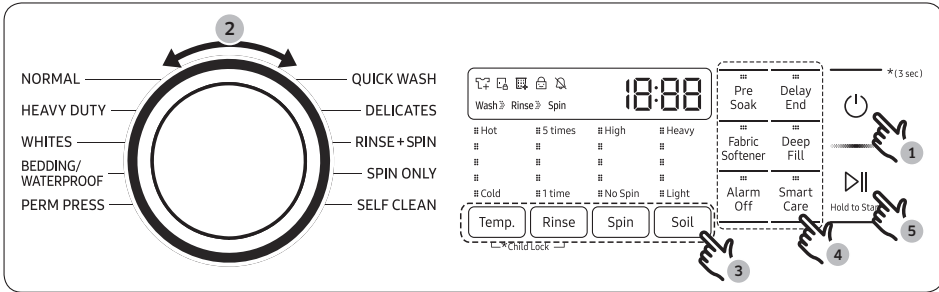 2
NORMAL
HEAVY DUTY
WHITES
BEDDING/
WATERPROOF
PERM PRESS
QUICK WASH
DELICATES
RINSE + SPIN
SPIN ONLY
SELF CLEAN
18:88
Wash Rinse Spin
Hot 5 times High Heavy
Cold 1 time No Spin Light
Temp. Rinse Spin Soil
*Child Lock
3
Pre
Soak
Delay
End
Fabric
Softener
Deep
Fill
Alarm
Off
Smart
Care
4
*(3 sec)
1
Hold to Start
5